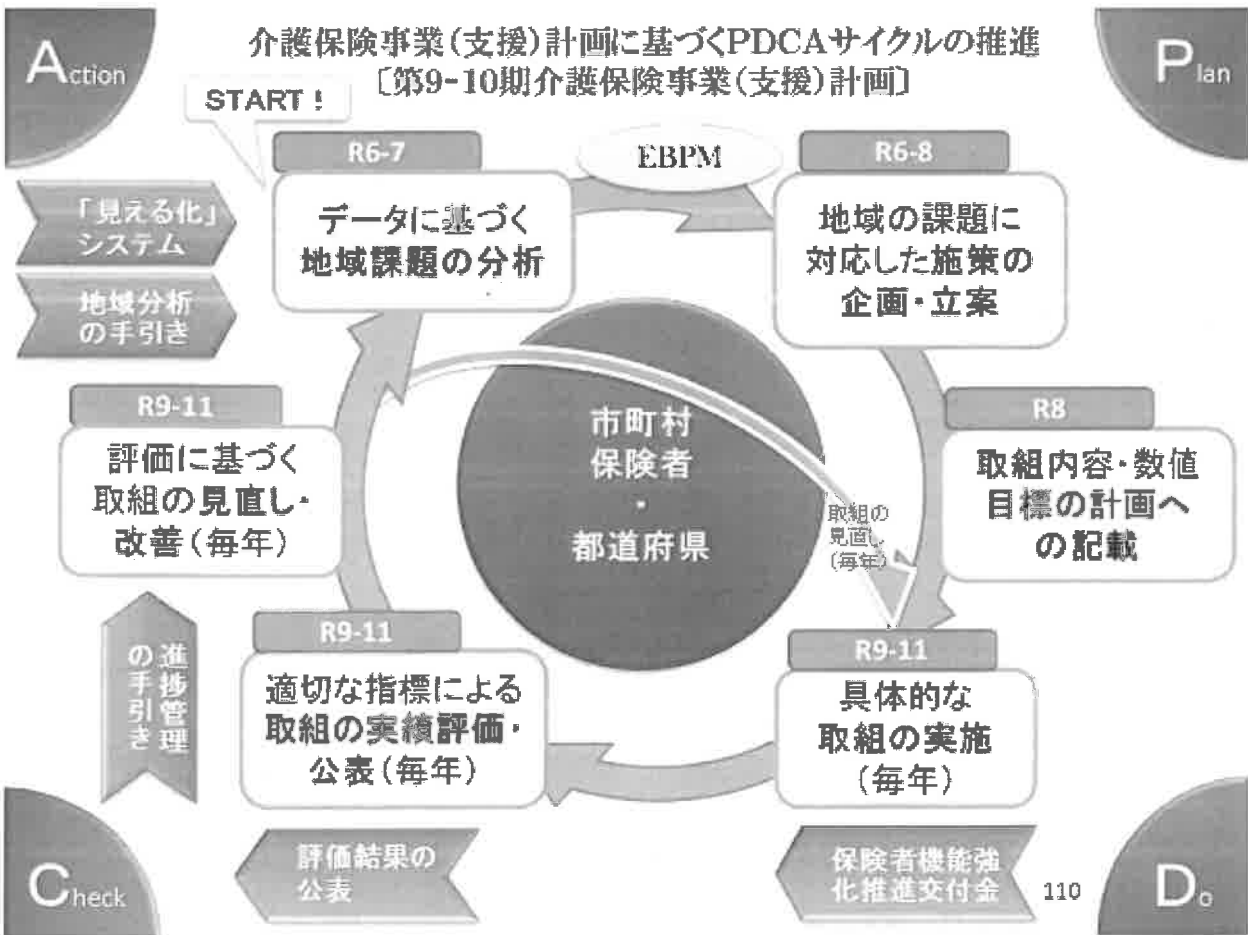 介護保険事業(支援)計画に基づくPDCAサイクルの推進
〔第9-10期介護保険事業(支援)計画〕
Action
Plan
START！
R6-7
データに基づく
地域課題の分析
EBPM
R6-8
地域の課題に
対応した施策の
企画・立案
「見える化」
システム
地域分析
の手引き
R9-11
評価に基づく
取組の見直し・
改善(毎年)
市町村
保険者
・
都道府県
取組の
見直し
(毎年)
R8
取組内容・数値
目標の計画へ
の記載
進捗管理
の手引き
R9-11
適切な指標による
取組の実績評価・
公表(毎年)
R9-11
具体的な
取組の実施
(毎年)
Check
評価結果の
公表
保険者機能強
化推進交付金
110
Do